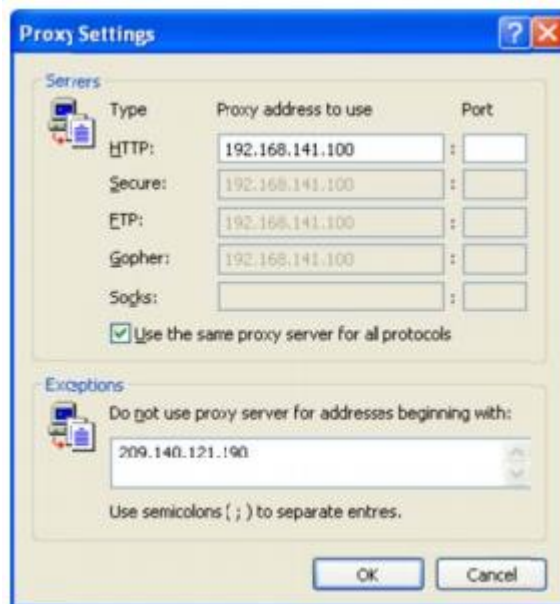 Proxy Settings
Servers
Type Proxy address to use Port
HTTP: 192.168.141.100 :
Secure: 192.168.141.100 :
FTP: 192.168.141.100 :
Gopher: 192.168.141.100 :
Socks: :
Use the same proxy server for all protocols
Exceptions
Do not use proxy server for addresses beginning with:
209.140.121.190
Use semicolons ( ; ) to separate entres.
OK Cancel